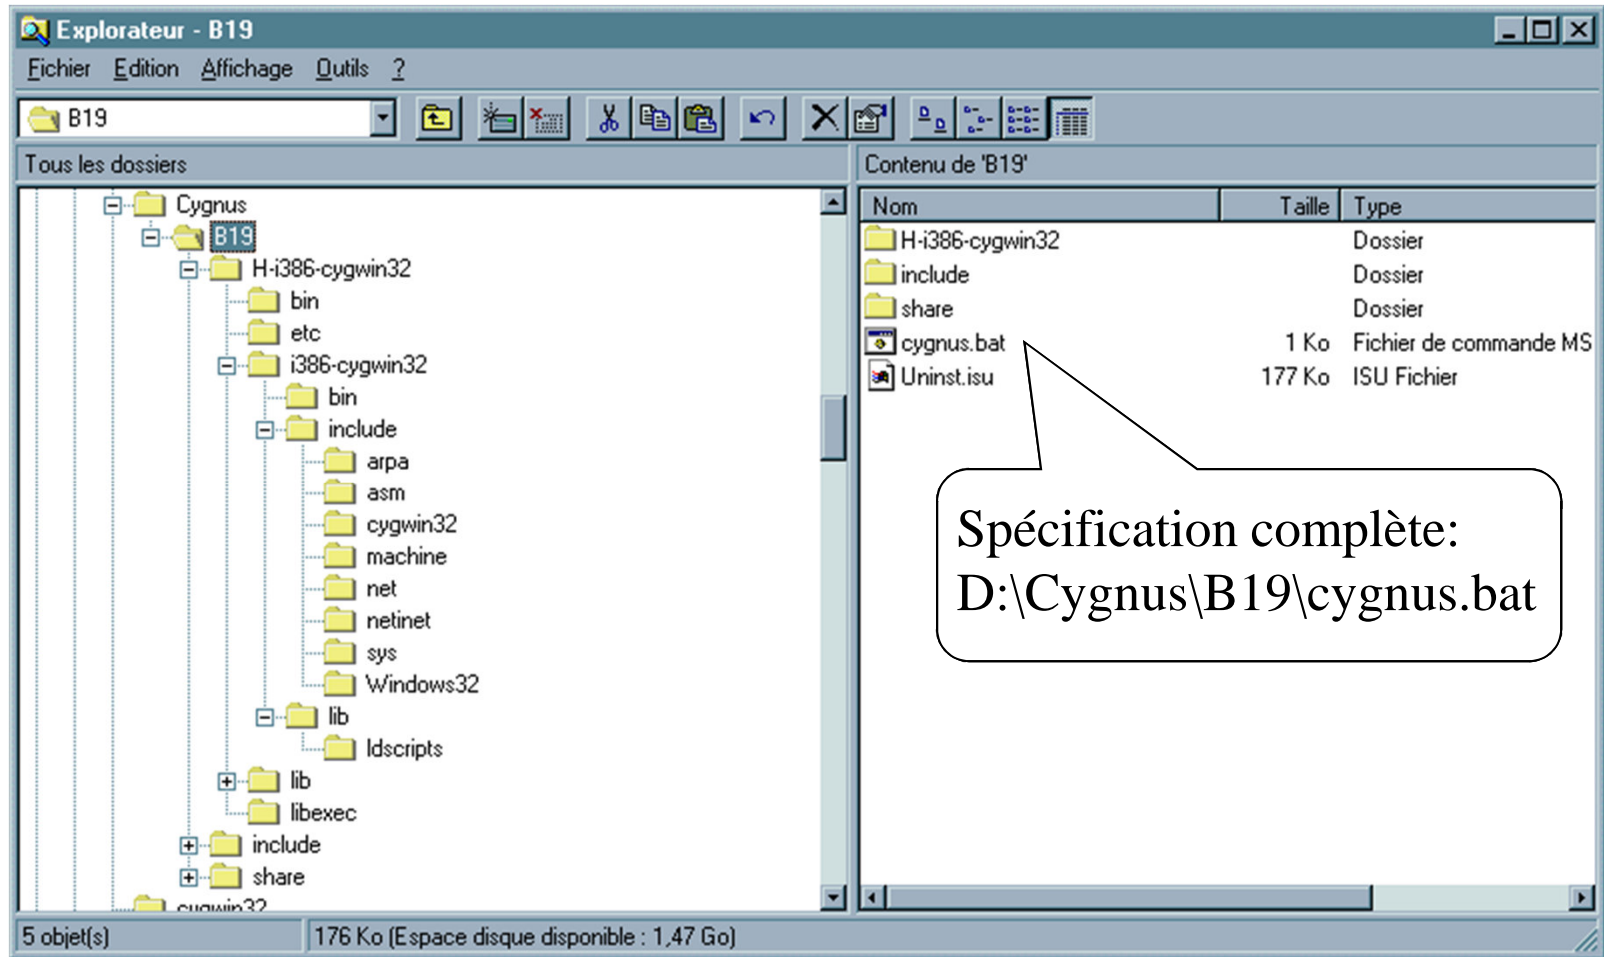 Explorateur - B19
Fichier Edition Affichage Outils ?
B19
Tous les dossiers
Contenu de 'B19'
Cygnus
B19
H-i386-cygwin32
bin
etc
i386-cygwin32
bin
include
arpa
asm
cygwin32
machine
net
netinet
sys
Windows32
lib
ldscripts
lib
libexec
include
share
cygwin32
Nom Taille Type
H-i386-cygwin32 Dossier
include Dossier
share Dossier
cygnus.bat 1 Ko Fichier de commande MS
Uninst.isu 177 Ko ISU Fichier
Spécification complète:
D:\Cygnus\B19\cygnus.bat
5 objet(s) 176 Ko (Espace disque disponible : 1,47 Go)